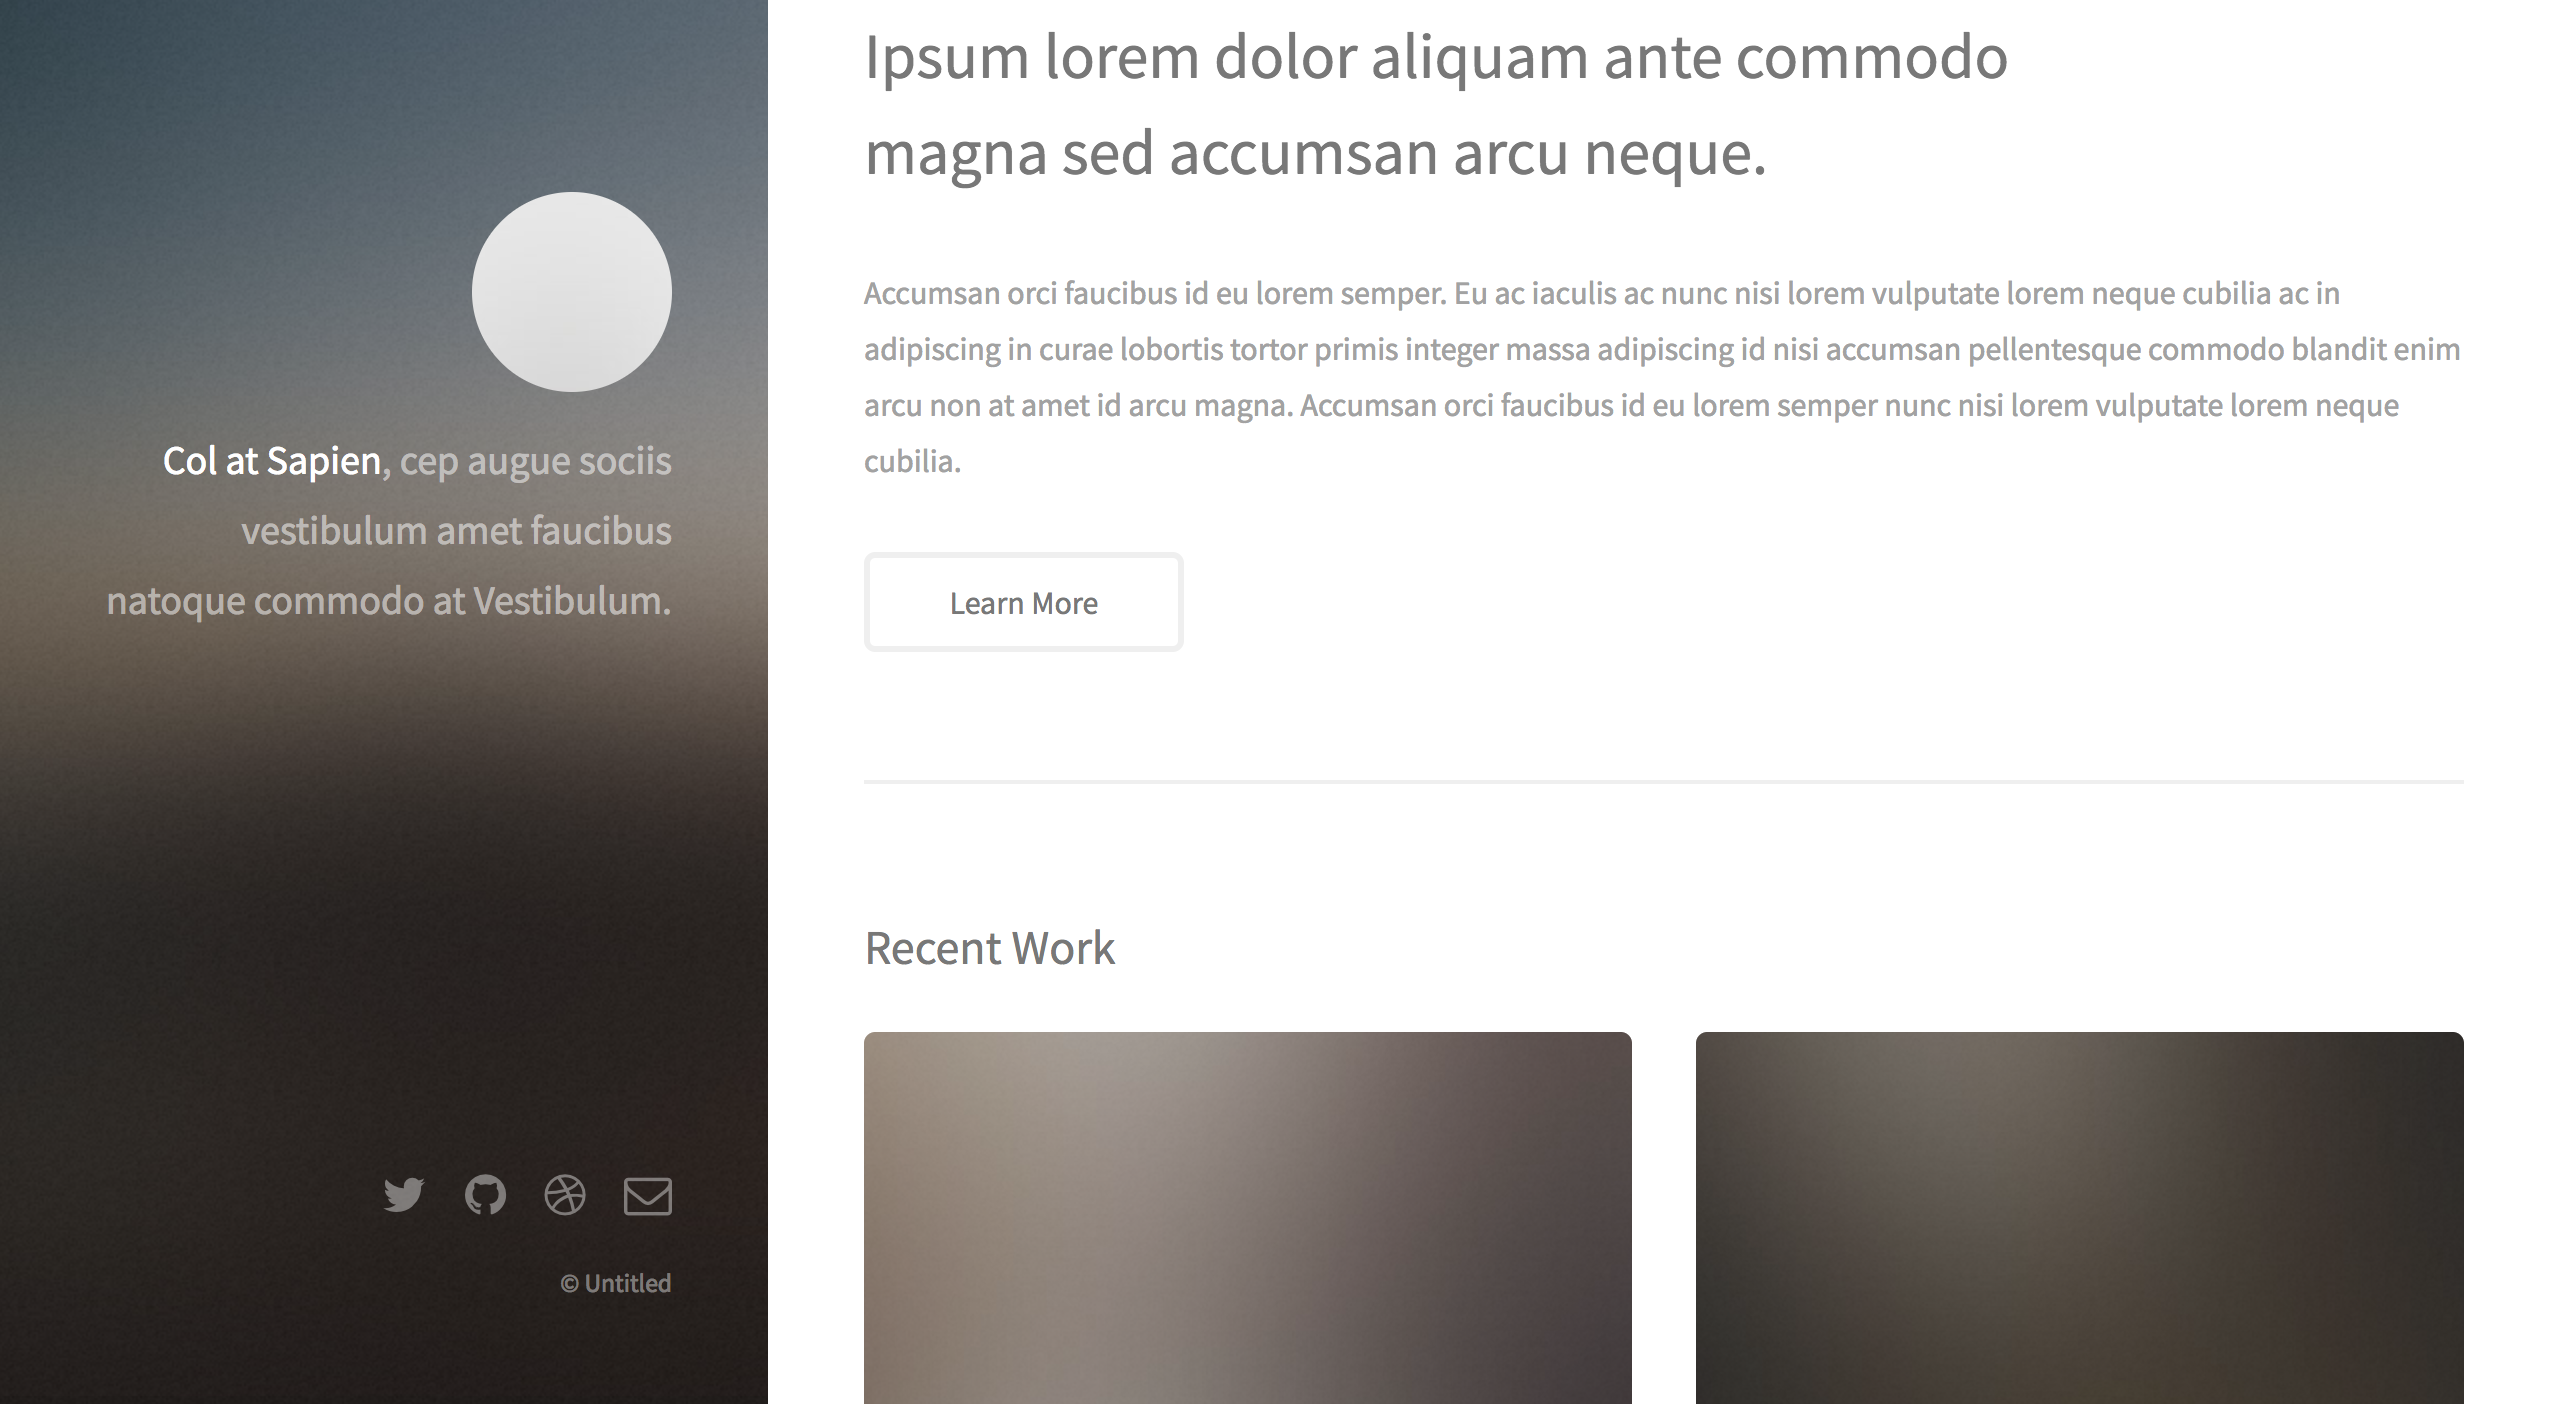 Col at Sapien, cep augue sociis
vestibulum amet faucibus
natoque commodo at Vestibulum.
© Untitled
Ipsum lorem dolor aliquam ante commodo
magna sed accumsan arcu neque.
Accumsan orci faucibus id eu lorem semper. Eu ac iaculis ac nunc nisi lorem vulputate lorem neque cubilia ac in
adipiscing in curae lobortis tortor primis integer massa adipiscing id nisi accumsan pellentesque commodo blandit enim
arcu non at amet id arcu magna. Accumsan orci faucibus id eu lorem semper nunc nisi lorem vulputate lorem neque
cubilia.
Learn More
Recent Work